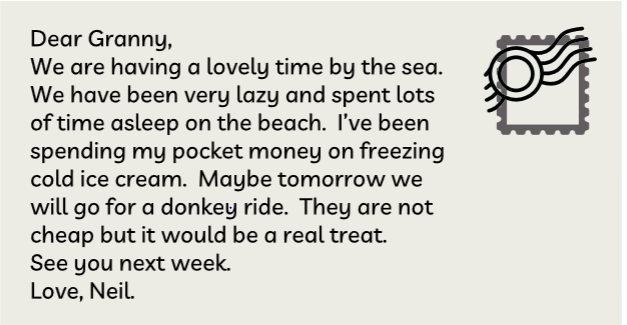 Dear Granny,
We are having a lovely time by the sea.
We have been very lazy and spent lots
of time asleep on the beach.  I’ve been
spending my pocket money on freezing
cold ice cream.  Maybe tomorrow we
will go for a donkey ride.  They are not
cheap but it would be a real treat.
See you next week.
Love, Neil.